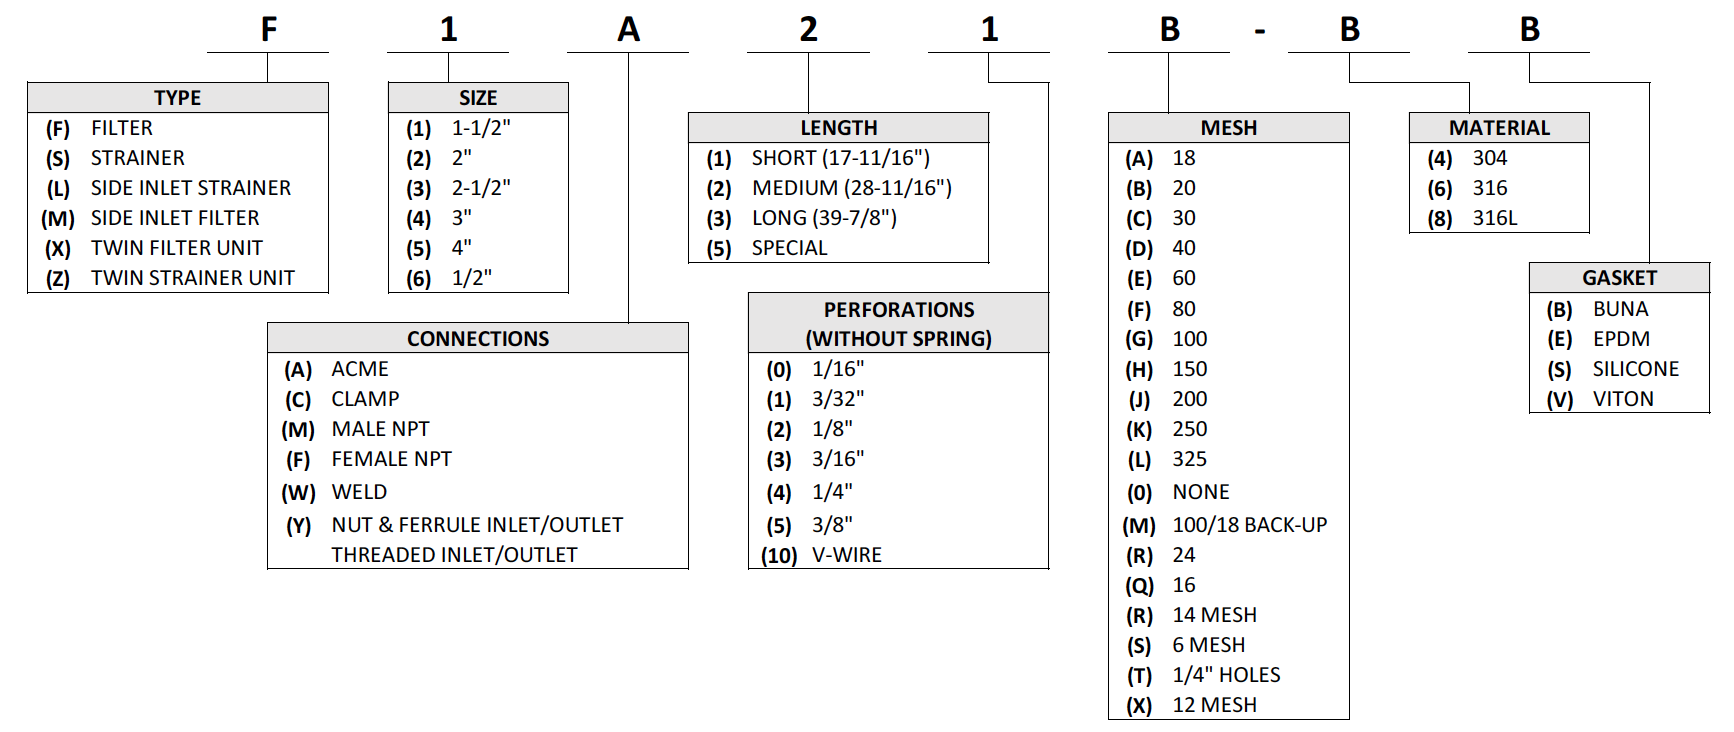 F 1 A 2 1 B - B B
TYPE
(F) FILTER
(S) STRAINER
(L) SIDE INLET STRAINER
(M) SIDE INLET FILTER
(X) TWIN FILTER UNIT
(Z) TWIN STRAINER UNIT
SIZE
(1) 1-1/2"
(2) 2"
(3) 2-1/2"
(4) 3"
(5) 4"
(6) 1/2"
CONNECTIONS
(A) ACME
(C) CLAMP
(M) MALE NPT
(F) FEMALE NPT
(W) WELD
(Y) NUT & FERRULE INLET/OUTLET
THREADED INLET/OUTLET
LENGTH
(1) SHORT (17-11/16")
(2) MEDIUM (28-11/16")
(3) LONG (39-7/8")
(5) SPECIAL
PERFORATIONS
(WITHOUT SPRING)
(0) 1/16"
(1) 3/32"
(2) 1/8"
(3) 3/16"
(4) 1/4"
(5) 3/8"
(10) V-WIRE
MESH
(A) 18
(B) 20
(C) 30
(D) 40
(E) 60
(F) 80
(G) 100
(H) 150
(J) 200
(K) 250
(L) 325
(0) NONE
(M) 100/18 BACK-UP
(R) 24
(Q) 16
(R) 14 MESH
(S) 6 MESH
(T) 1/4" HOLES
(X) 12 MESH
MATERIAL
(4) 304
(6) 316
(8) 316L
GASKET
(B) BUNA
(E) EPDM
(S) SILICONE
(V) VITON